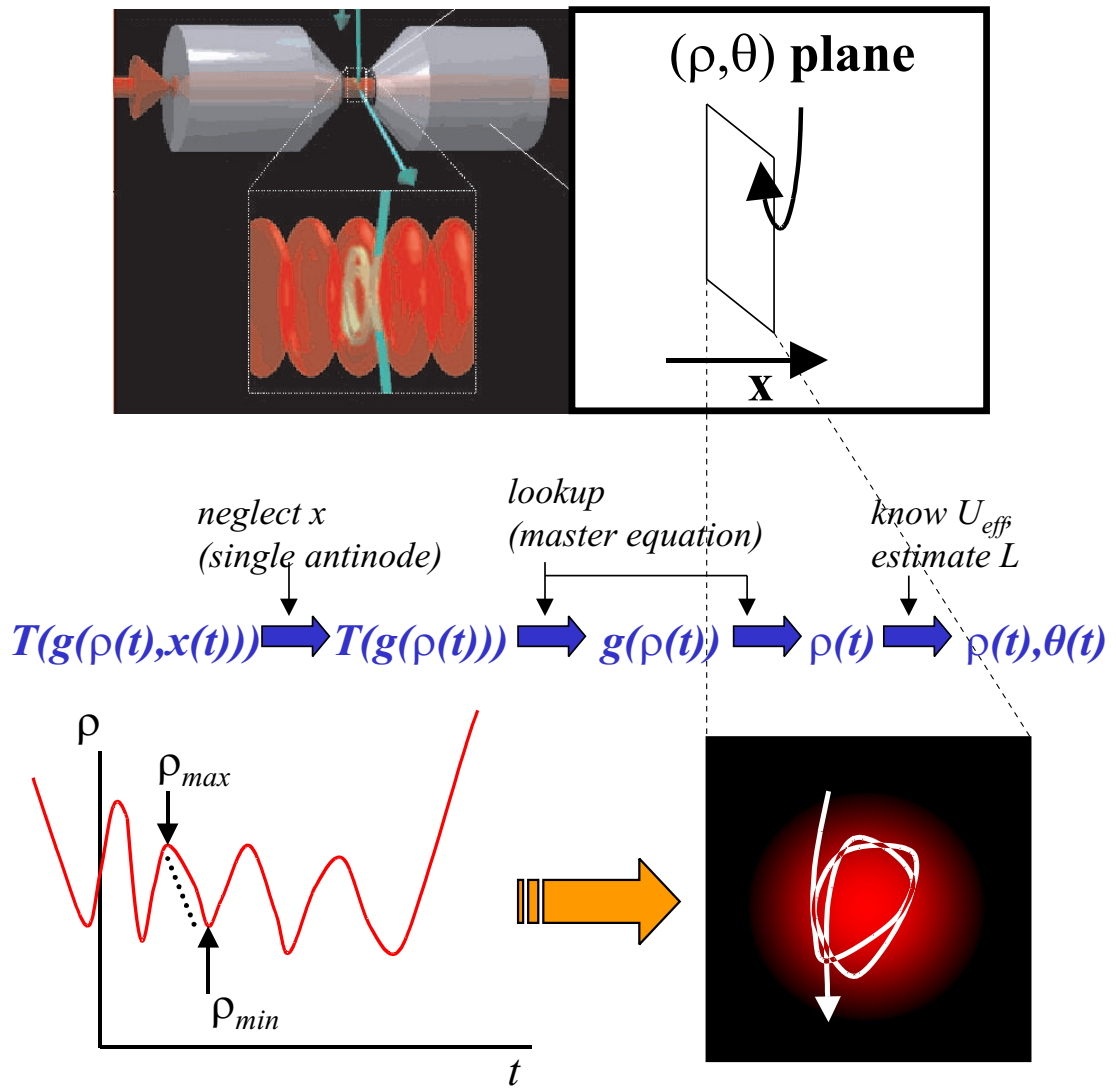 (ρ,θ) plane
x
neglect x
(single antinode)
lookup
(master equation)
know U_eff,
estimate L
T(g(ρ(t),x(t))) T(g(ρ(t))) g(ρ(t)) ρ(t) ρ(t),θ(t)
ρ
ρ_max
ρ_min
t